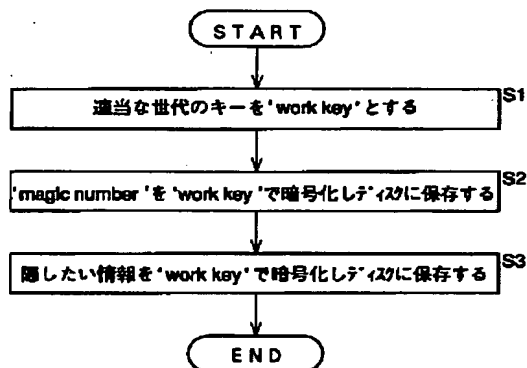 START
S1
適当な世代のキーを'work key'とする
S2
'magic number'を'work key'で暗号化しディスクに保存する
S3
隠したい情報を'work key'で暗号化しディスクに保存する
END